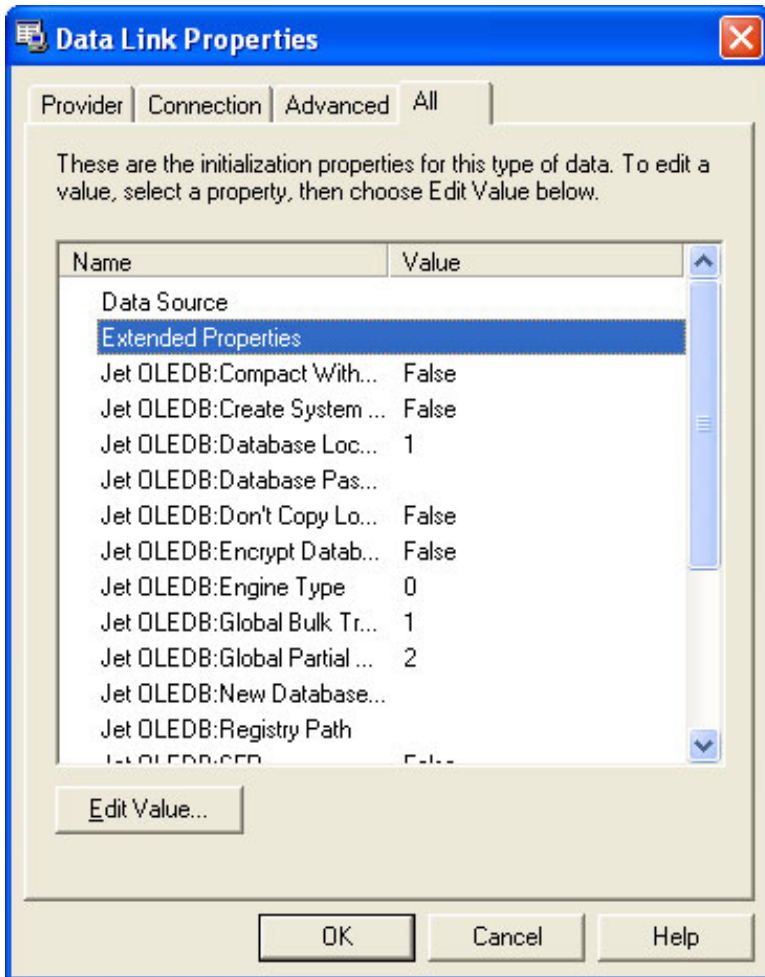 Data Link Properties
Provider Connection Advanced All
These are the initialization properties for this type of data. To edit a
value, select a property, then choose Edit Value below.
Name Value
Data Source
Extended Properties
Jet OLEDB:Compact With... False
Jet OLEDB:Create System ... False
Jet OLEDB:Database Loc... 1
Jet OLEDB:Database Pas...
Jet OLEDB:Don't Copy Lo... False
Jet OLEDB:Encrypt Datab... False
Jet OLEDB:Engine Type 0
Jet OLEDB:Global Bulk Tr... 1
Jet OLEDB:Global Partial ... 2
Jet OLEDB:New Database...
Jet OLEDB:Registry Path
Jet OLEDB:SFP False
Edit Value...
OK Cancel Help